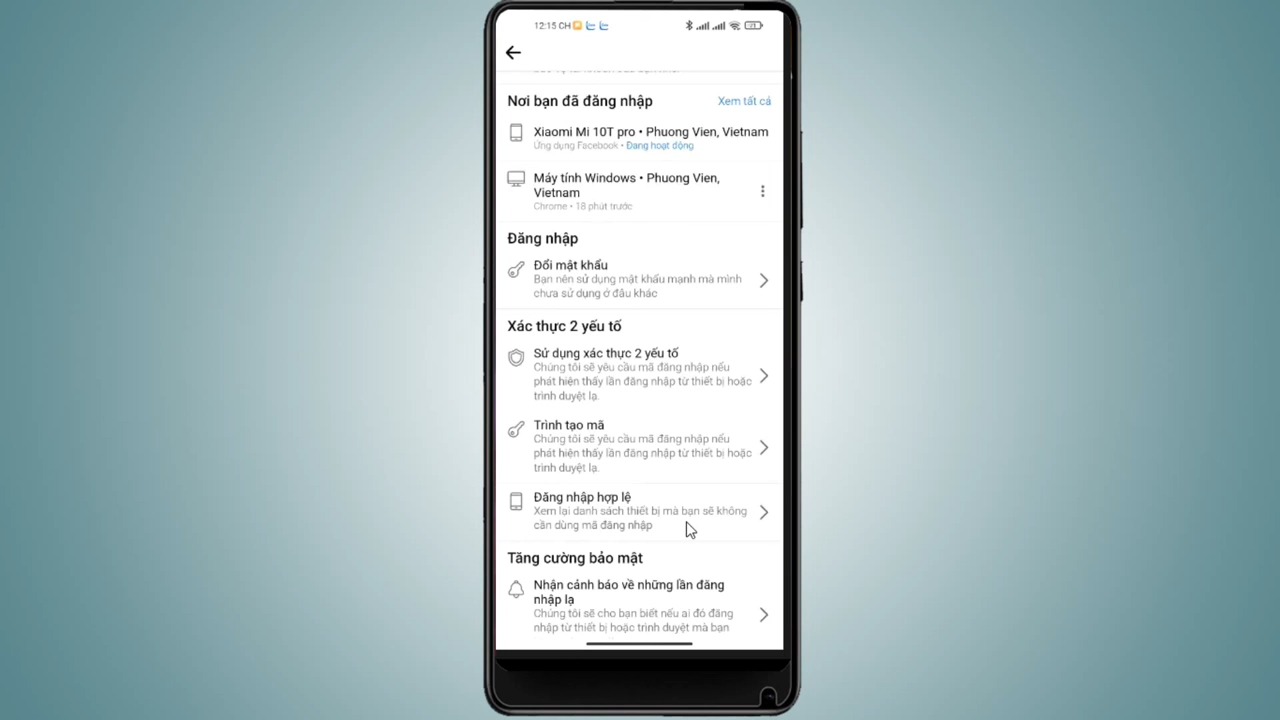 12:15 CH
Nơi bạn đã đăng nhập
Xem tất cả
Xiaomi Mi 10T pro • Phuong Vien, Vietnam
Ứng dụng Facebook • Đang hoạt động
Máy tính Windows • Phuong Vien,
Vietnam
Chrome • 18 phút trước
Đăng nhập
Đổi mật khẩu
Bạn nên sử dụng mật khẩu mạnh mà mình
chưa sử dụng ở đâu khác
Xác thực 2 yếu tố
Sử dụng xác thực 2 yếu tố
Chúng tôi sẽ yêu cầu mã đăng nhập nếu
phát hiện thấy lần đăng nhập từ thiết bị hoặc
trình duyệt lạ.
Trình tạo mã
Chúng tôi sẽ yêu cầu mã đăng nhập nếu
phát hiện thấy lần đăng nhập từ thiết bị hoặc
trình duyệt lạ.
Đăng nhập hợp lệ
Xem lại danh sách thiết bị mà bạn sẽ không
cần dùng mã đăng nhập
Tăng cường bảo mật
Nhận cảnh báo về những lần đăng
nhập lạ
Chúng tôi sẽ cho bạn biết nếu ai đó đăng
nhập từ thiết bị hoặc trình duyệt mà bạn